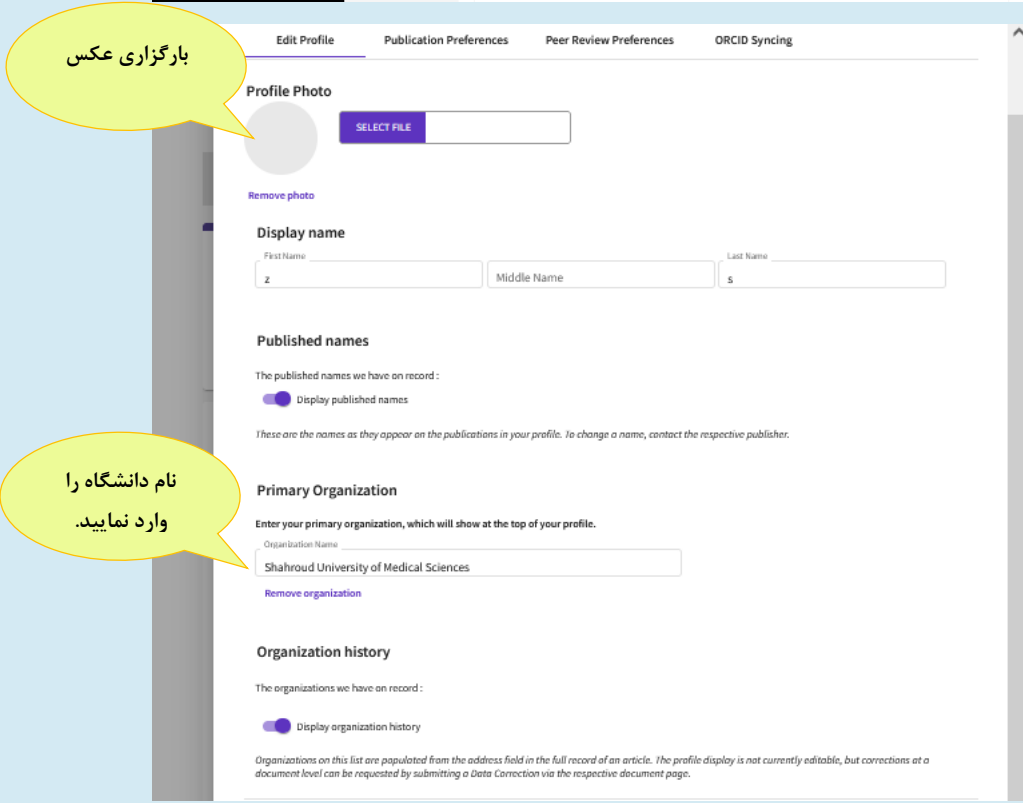 بارگزاری عکس
Edit Profile Publication Preferences Peer Review Preferences ORCID Syncing
Profile Photo
SELECT FILE
Remove photo
Display name
First Name
z
Middle Name
Last Name
s
Published names
The published names we have on record :
Display published names
These are the names as they appear on the publications in your profile. To change a name, contact the respective publisher.
نام دانشگاه را
وارد نمایید.
Primary Organization
Enter your primary organization, which will show at the top of your profile.
Organization Name
Shahroud University of Medical Sciences
Remove organization
Organization history
The organizations we have on record :
Display organization history
Organizations on this list are populated from the address field in the full record of an article. The profile display is not currently editable, but corrections at a
document level can be requested by submitting a Data Correction via the respective document page.